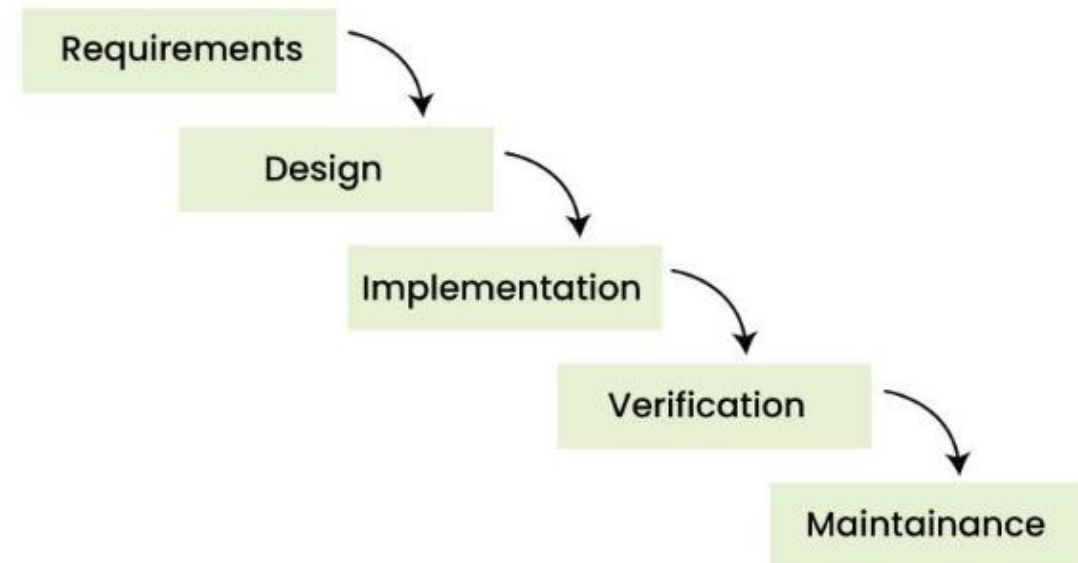 Requirements
Design
Implementation
Verification
Maintainance